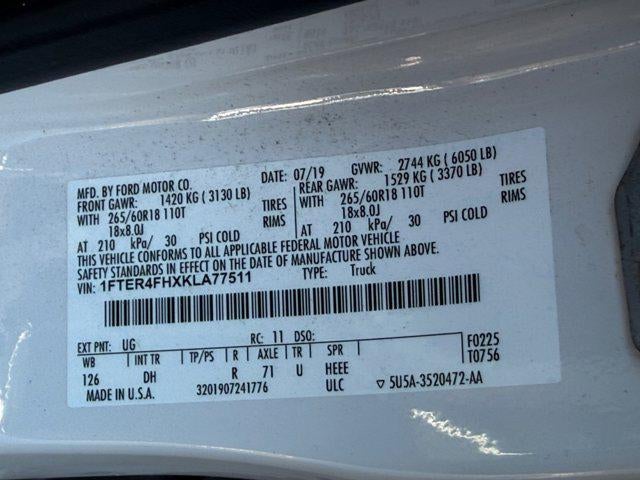 MFD. BY FORD MOTOR CO. DATE: 07/19 GVWR: 2744 KG ( 6050 LB)
FRONT GAWR: 1420 KG ( 3130 LB) REAR GAWR: 1529 KG ( 3370 LB)
WITH 265/60R18 110T TIRES WITH 265/60R18 110T TIRES
18x8.0J RIMS 18x8.0J RIMS
AT 210 kPa/ 30 PSI COLD AT 210 kPa/ 30 PSI COLD
THIS VEHICLE CONFORMS TO ALL APPLICABLE FEDERAL MOTOR VEHICLE
SAFETY STANDARDS IN EFFECT ON THE DATE OF MANUFACTURE SHOWN ABOVE.
VIN: 1FTER4FHXKLA77511 TYPE: Truck
EXT PNT: UG RC: 11 DSO: F0225
WB INT TR TP/PS R AXLE TR SPR T0756
126 DH R 71 U HEEE
MADE IN U.S.A. 3201907241776 ULC ▽ 5U5A-3520472-AA